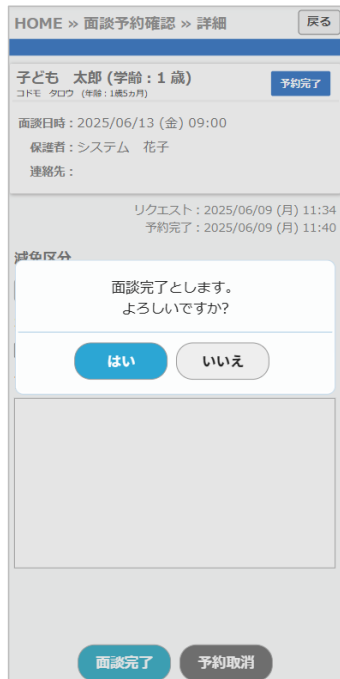 HOME » 面談予約確認 » 詳細 戻る
子ども 太郎 (学齢：1 歳) 予約完了
コドモ タロウ (年齢：1歳5ヵ月)
面談日時：2025/06/13 (金) 09:00
保護者：システム 花子
連絡先：
リクエスト：2025/06/09 (月) 11:34
予約完了：2025/06/09 (月) 11:40
減免区分
面談完了とします。
よろしいですか?
はい いいえ
面談完了 予約取消